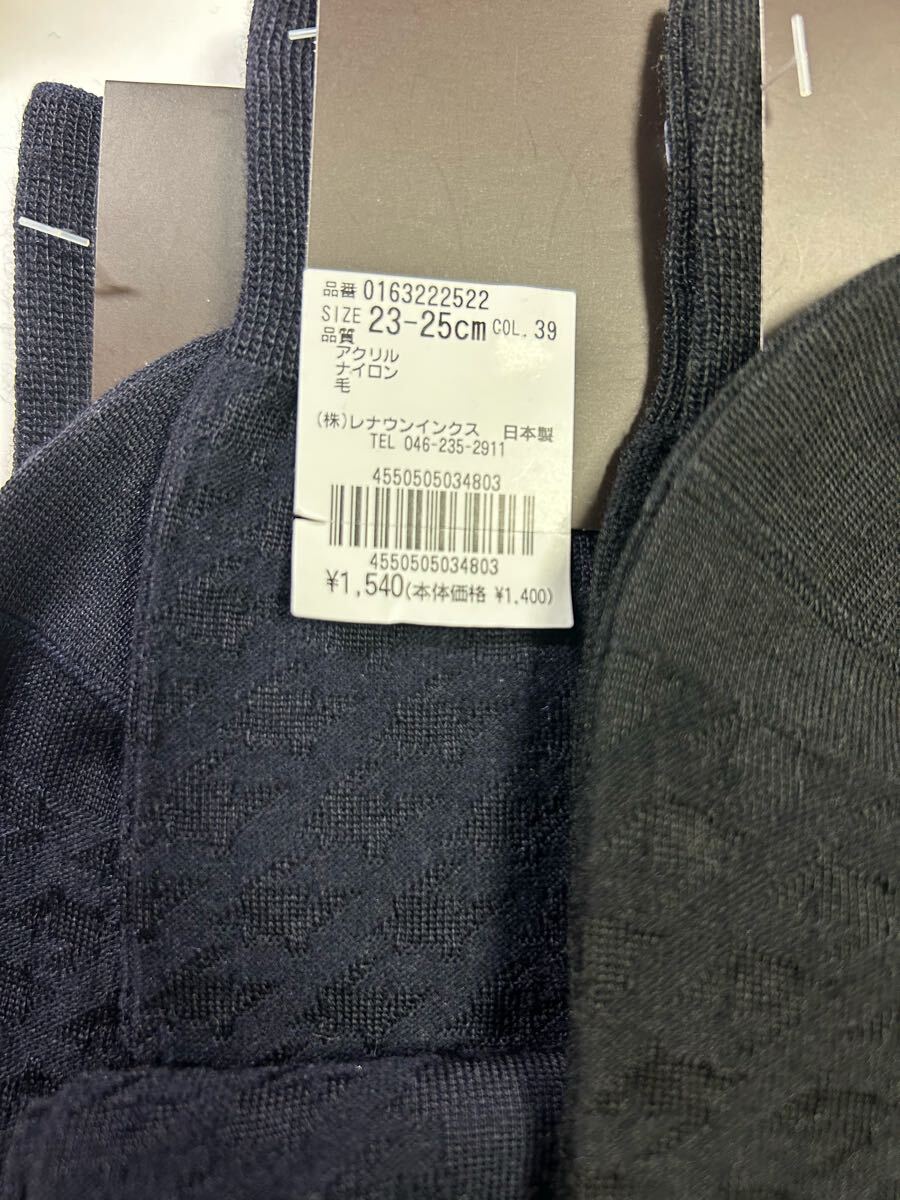 品番 0163222522
SIZE 23-25cm COL. 39
品質
アクリル
ナイロン
毛
(株)レナウンインクス 日本製
TEL 046-235-2911
4550505034803
4550505034803
¥1,540(本体価格 ¥1,400)